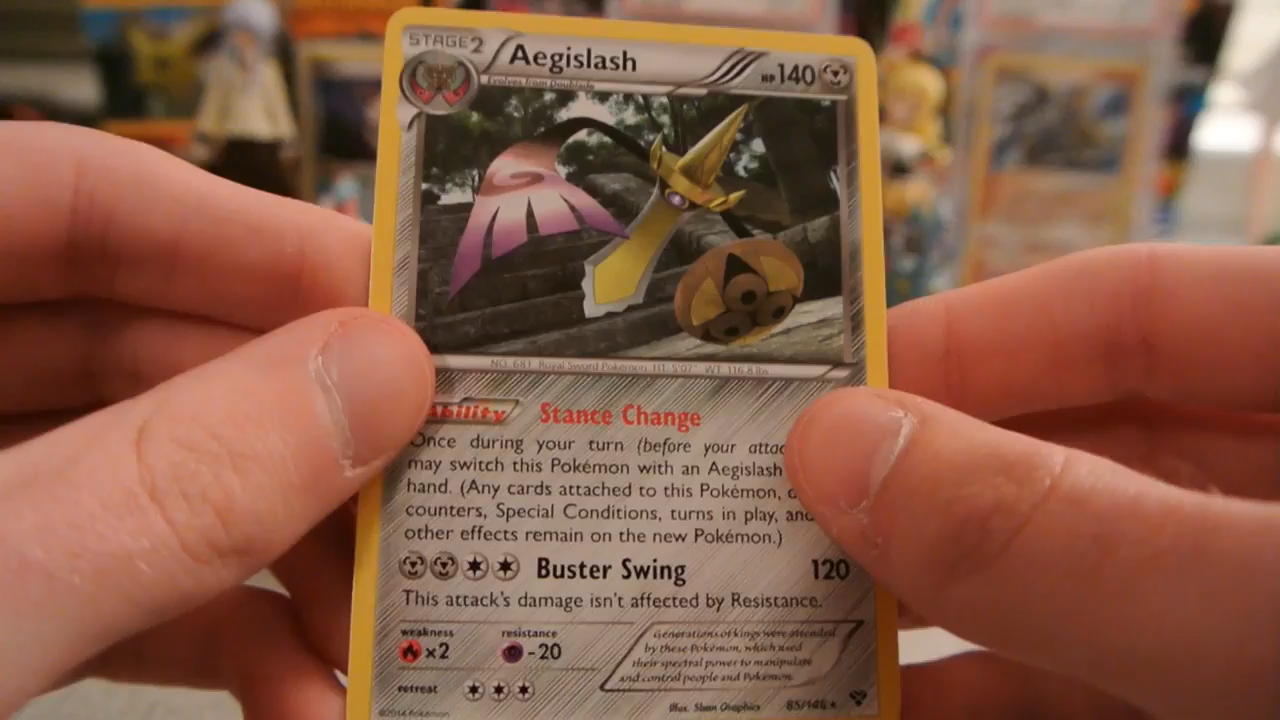 STAGE2 Aegislash HP140
Evolves from Doublade
NO. 681 Royal Sword Pokémon HT: 5'07" WT: 116.8 lbs
Ability Stance Change
Once during your turn (before your attac
may switch this Pokémon with an Aegislash
hand. (Any cards attached to this Pokémon,
counters, Special Conditions, turns in play, and
other effects remain on the new Pokémon.)
Buster Swing 120
This attack's damage isn't affected by Resistance.
weakness resistance
×2 -20
retreat
Generations of kings were attended
by these Pokémon, which used
their spectral power to manipulate
and control people and Pokémon.
Illus. 5ban Graphics 85/146
©2014 Pokémon